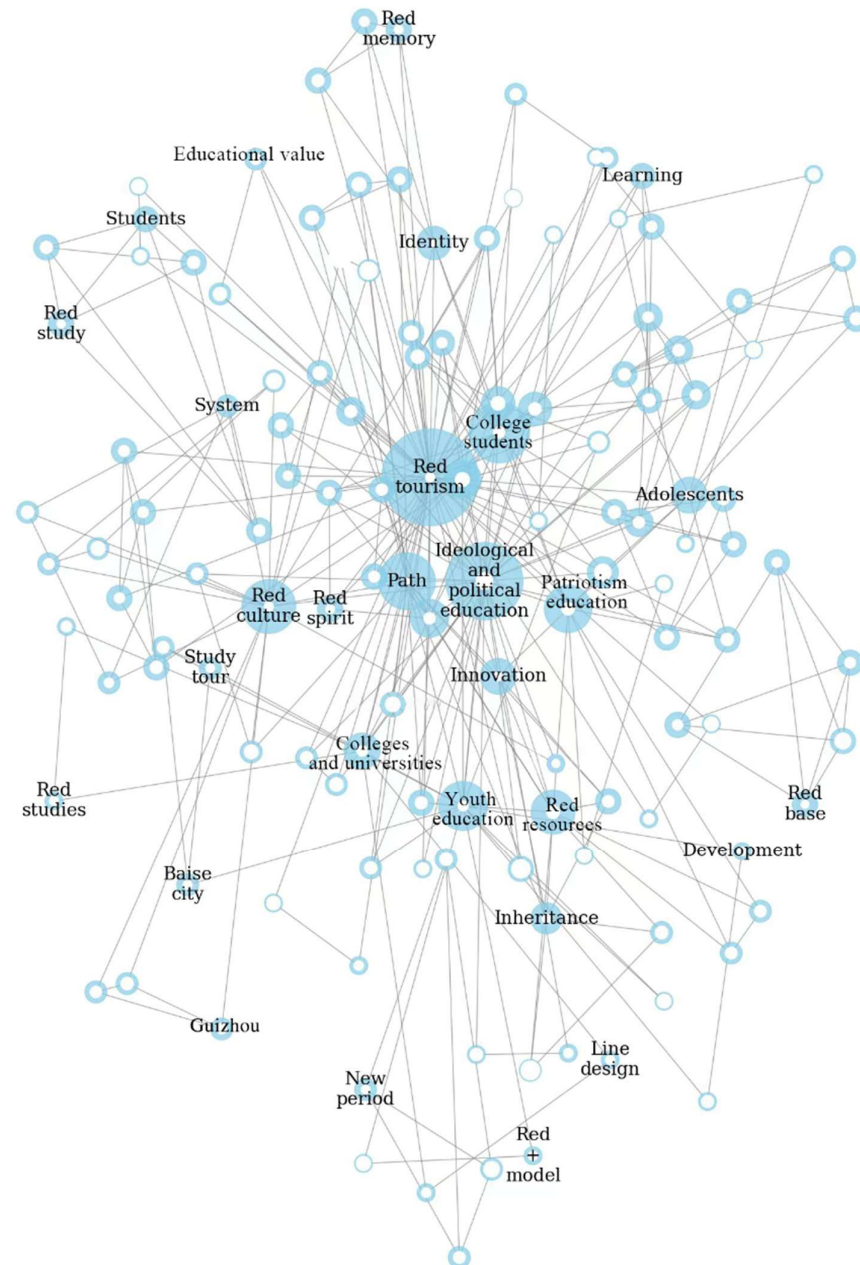 Red
memory
Educational value
Learning
Students
Identity
Red
study
System
College
students
Red
tourism
Adolescents
Ideological
and
political
education
Path
Patriotism
education
Red
culture
Red
spirit
Study
tour
Innovation
Colleges
and universities
Red
studies
Youth
education
Red
resources
Red
base
Development
Baise
city
Inheritance
Guizhou
Line
design
New
period
Red
+
model